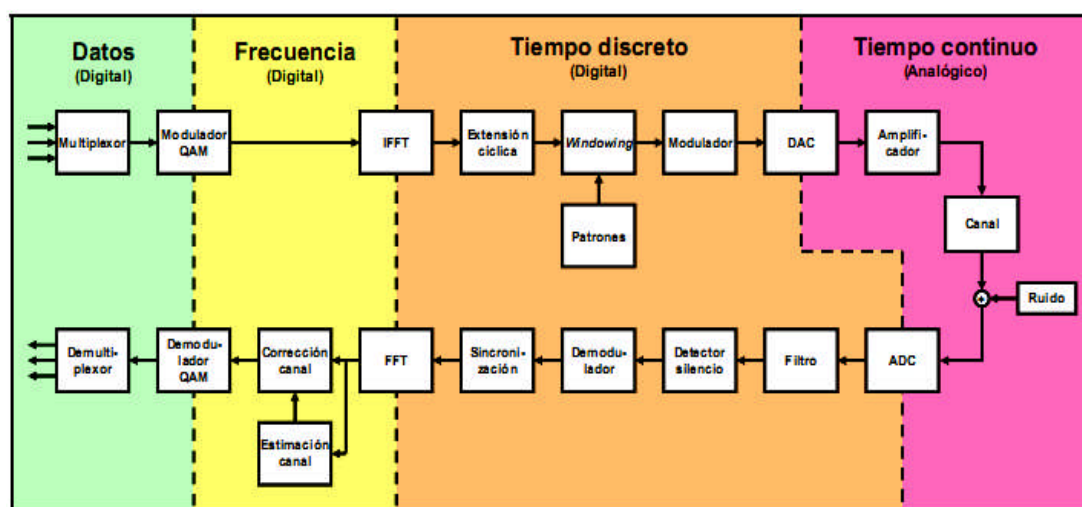 Datos
(Digital)
Frecuencia
(Digital)
Tiempo discreto
(Digital)
Tiempo continuo
(Analógico)
Multiplexor
Modulador
QAM
IFFT
Extensión
cíclica
Windowing
Modulador
DAC
Amplifi-
cador
Patrones
Canal
Ruido
Demulti-
plexor
Demodu-
lador
QAM
Corrección
canal
FFT
Sincroni-
zación
Demodu-
lador
Detector
silencio
Filtro
ADC
Estimación
canal